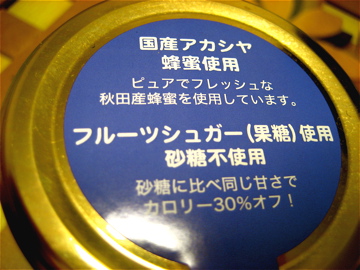 国産アカシヤ
蜂蜜使用
ピュアでフレッシュな
秋田産蜂蜜を使用しています。
フルーツシュガー(果糖)使用
砂糖不使用
砂糖に比べ同じ甘さで
カロリー30%オフ!